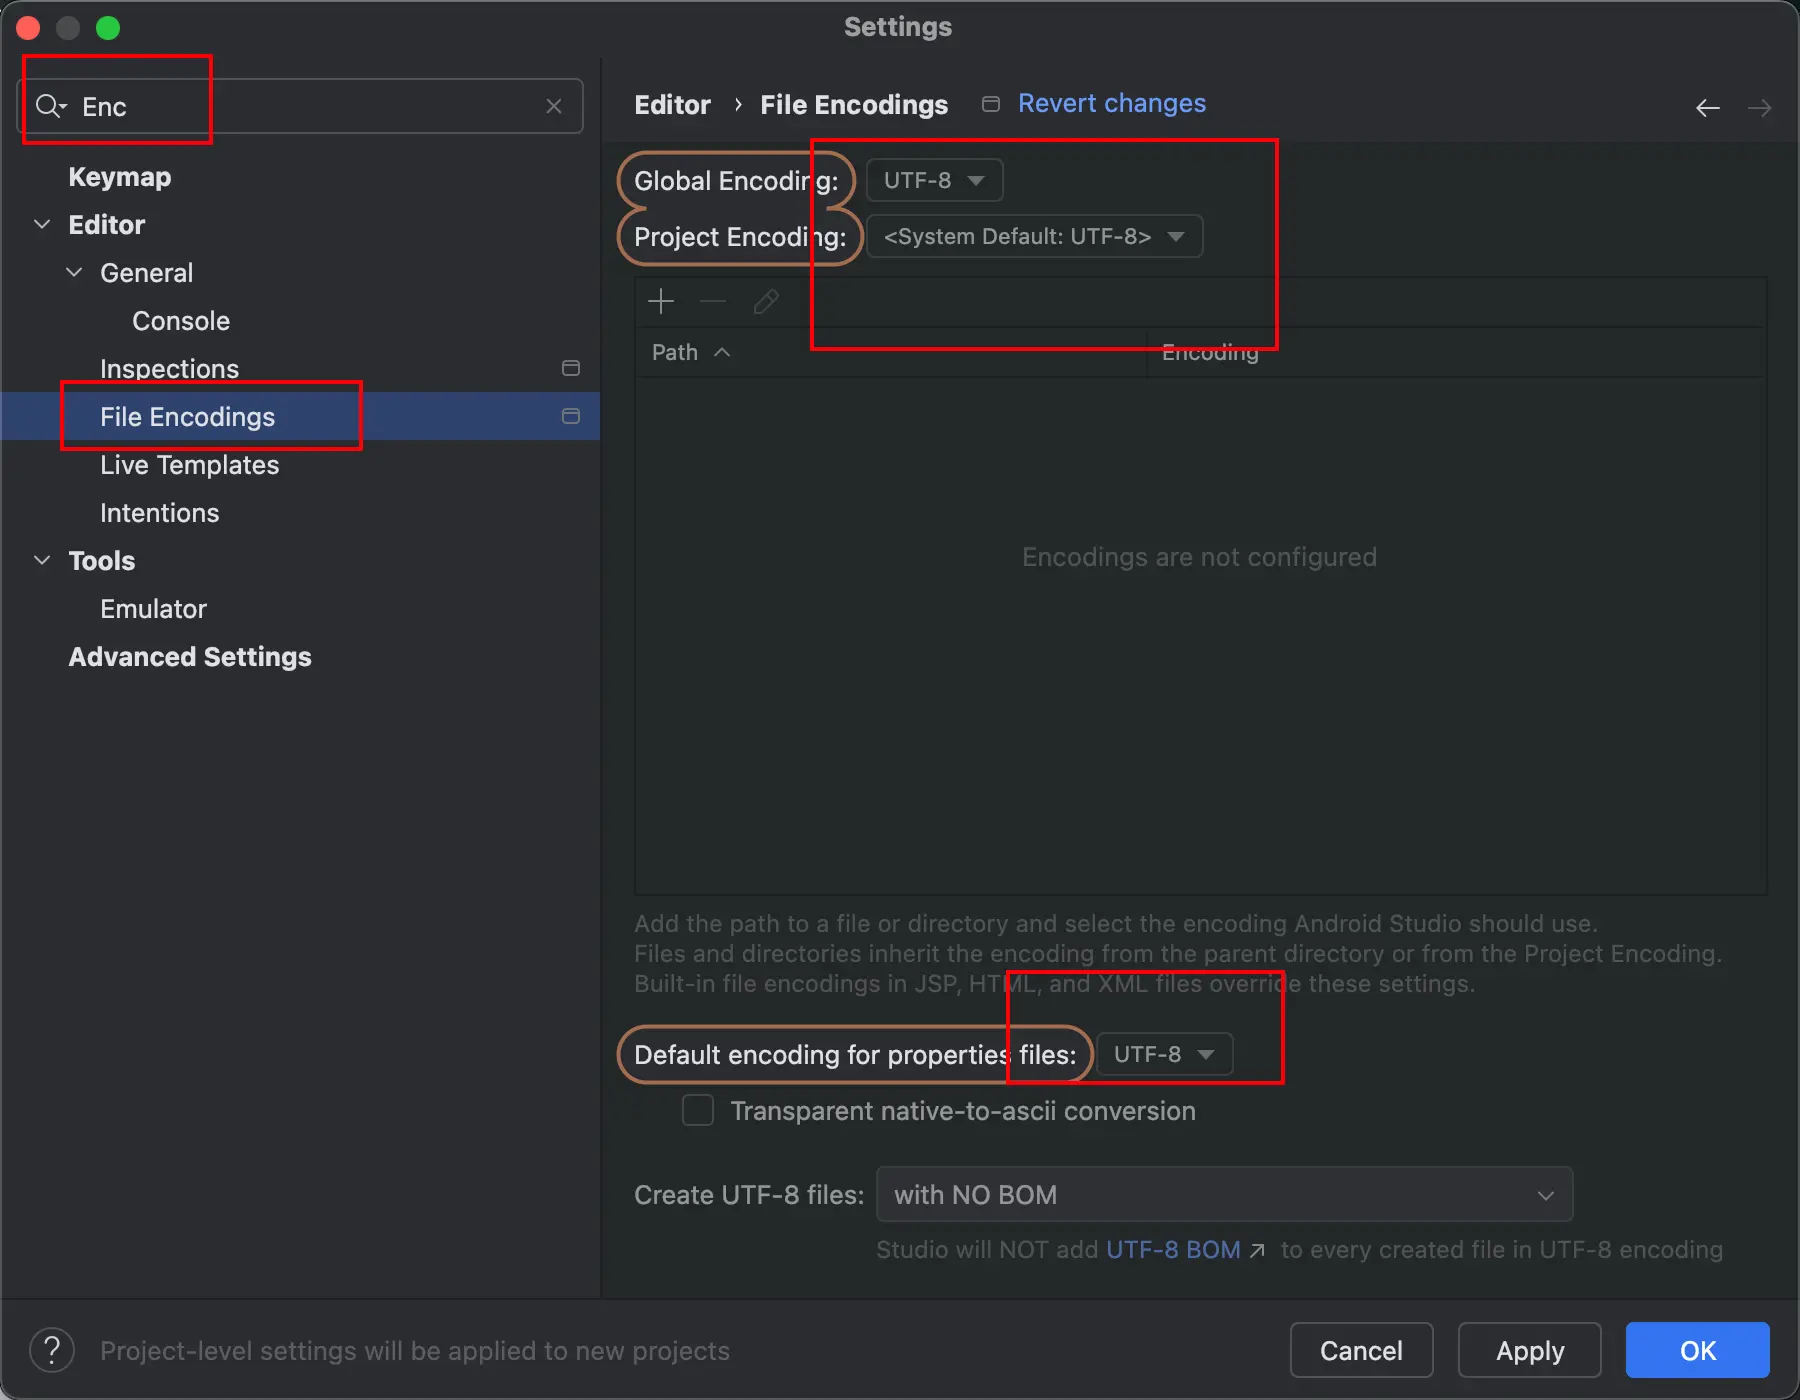 Settings
Enc
Keymap
Editor
General
Console
Inspections
File Encodings
Live Templates
Intentions
Tools
Emulator
Advanced Settings
Editor › File Encodings Revert changes
Global Encoding: UTF-8
Project Encoding: <System Default: UTF-8>
Path Encoding
Encodings are not configured
Add the path to a file or directory and select the encoding Android Studio should use.
Files and directories inherit the encoding from the parent directory or from the Project Encoding.
Built-in file encodings in JSP, HTML, and XML files override these settings.
Default encoding for properties files: UTF-8
Transparent native-to-ascii conversion
Create UTF-8 files: with NO BOM
Studio will NOT add UTF-8 BOM ↗ to every created file in UTF-8 encoding
? Project-level settings will be applied to new projects
Cancel Apply OK